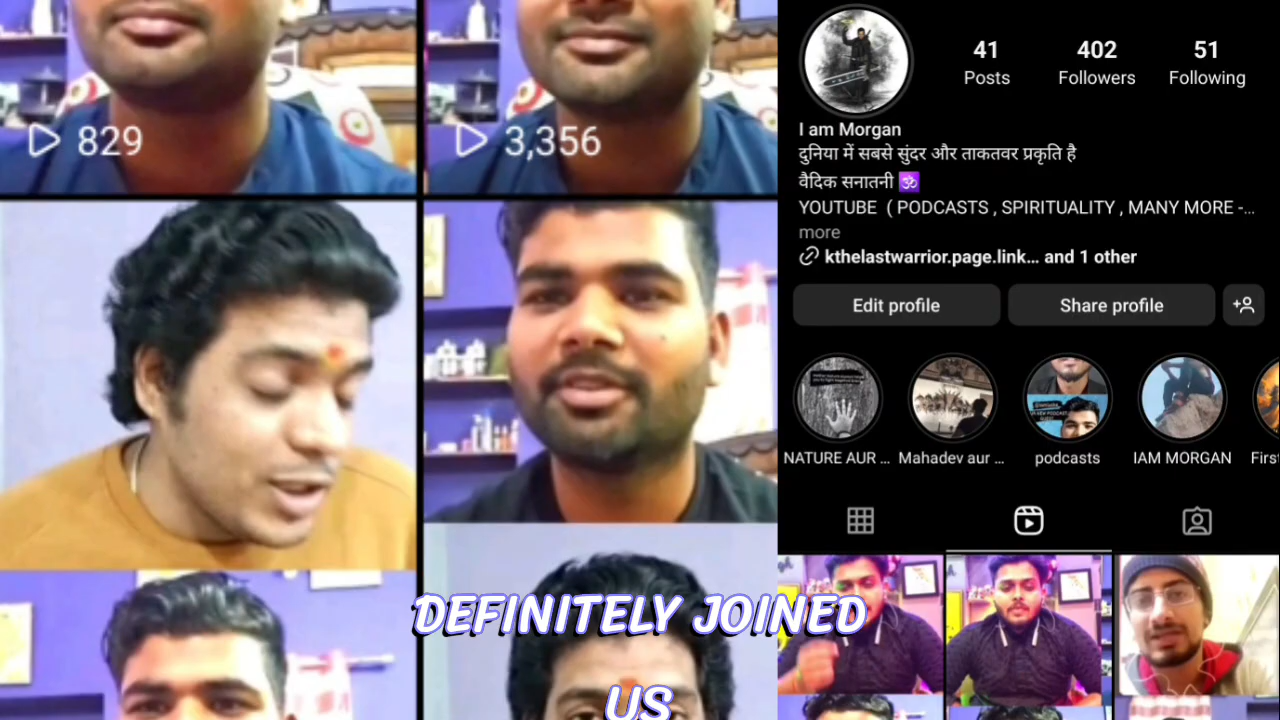 829
3,356
41
402
51
Posts
Followers
Following
I am Morgan
दुनिया में सबसे सुंदर और ताकतवर प्रकृति है
वैदिक सनातनी 🕉
YOUTUBE ( PODCASTS , SPIRITUALITY , MANY MORE -...
more
kthelastwarrior.page.link... and 1 other
Edit profile
Share profile
NATURE AUR ...
Mahadev aur ...
podcasts
IAM MORGAN
First
DEFINITELY JOINED
US